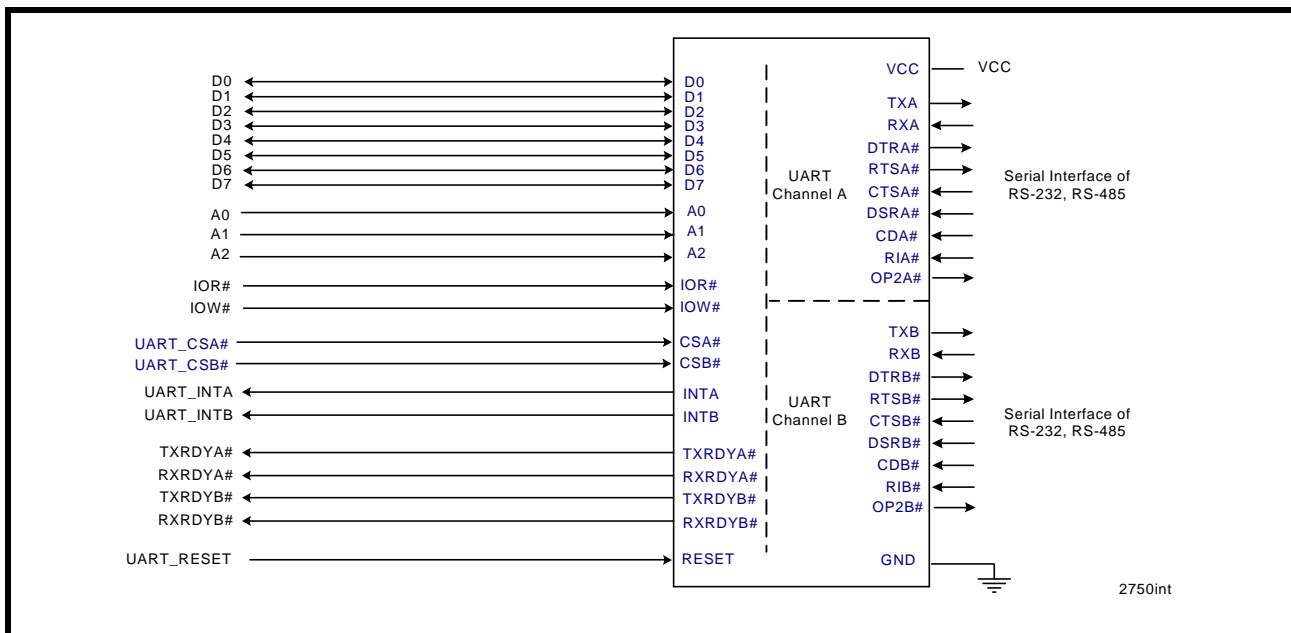 D0
D1
D2
D3
D4
D5
D6
D7
A0
A1
A2
IOR#
IOW#
UART_CSA#
UART_CSB#
UART_INTA
UART_INTB
TXRDYA#
RXRDYA#
TXRDYB#
RXRDYB#
UART_RESET
D0
D1
D2
D3
D4
D5
D6
D7
A0
A1
A2
IOR#
IOW#
CSA#
CSB#
INTA
INTB
TXRDYA#
RXRDYA#
TXRDYB#
RXRDYB#
RESET
UART
Channel A
UART
Channel B
VCC
TXA
RXA
DTRA#
RTSA#
CTSA#
DSRA#
CDA#
RIA#
OP2A#
TXB
RXB
DTRB#
RTSB#
CTSB#
DSRB#
CDB#
RIB#
OP2B#
GND
VCC
Serial Interface of
RS-232, RS-485
Serial Interface of
RS-232, RS-485
2750int